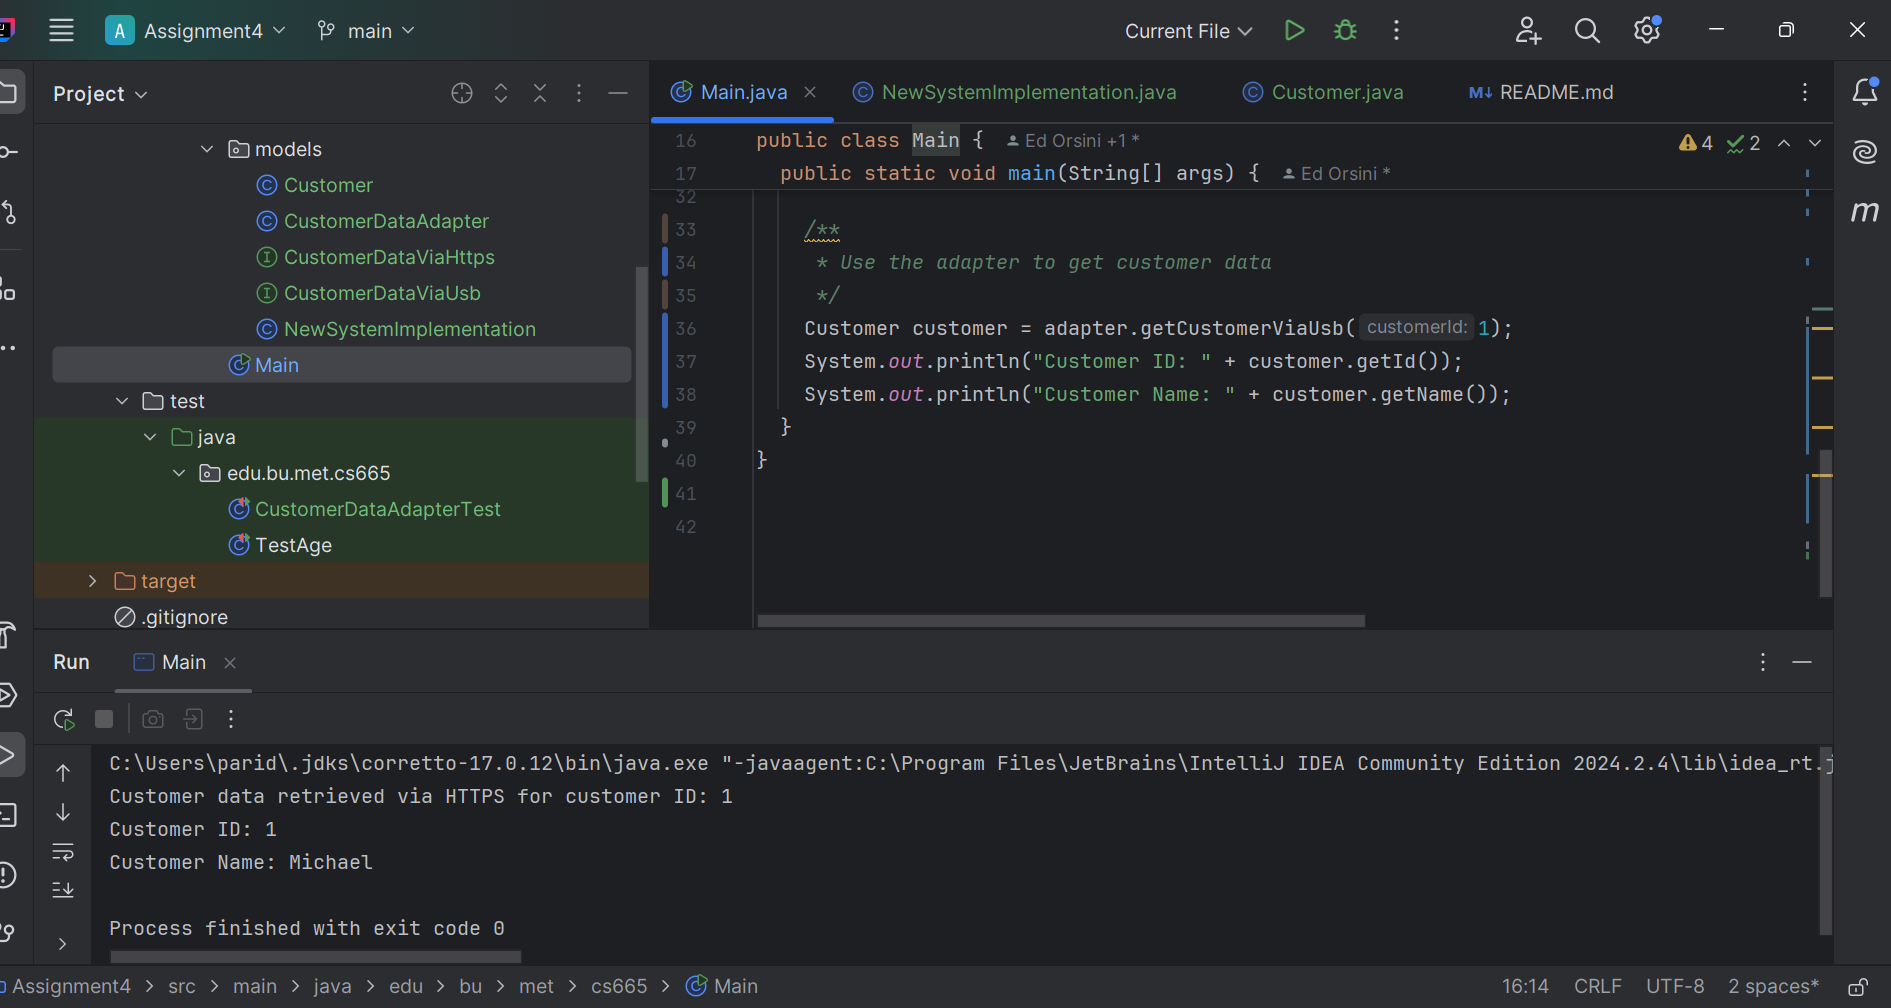 A Assignment4 main Current File
Project
models
Customer
CustomerDataAdapter
CustomerDataViaHttps
CustomerDataViaUsb
NewSystemImplementation
Main
test
java
edu.bu.met.cs665
CustomerDataAdapterTest
TestAge
target
.gitignore
Main.java NewSystemImplementation.java Customer.java README.md
16 public class Main { Ed Orsini +1 *
4 2
17 public static void main(String[] args) { Ed Orsini *
32
33 /**
34 * Use the adapter to get customer data
35 */
36 Customer customer = adapter.getCustomerViaUsb( customerId: 1);
37 System.out.println("Customer ID: " + customer.getId());
38 System.out.println("Customer Name: " + customer.getName());
39 }
40 }
41
42
Run Main
C:\Users\parid\.jdks\corretto-17.0.12\bin\java.exe "-javaagent:C:\Program Files\JetBrains\IntelliJ IDEA Community Edition 2024.2.4\lib\idea_rt.j
Customer data retrieved via HTTPS for customer ID: 1
Customer ID: 1
Customer Name: Michael
Process finished with exit code 0
Assignment4 > src > main > java > edu > bu > met > cs665 > Main 16:14 CRLF UTF-8 2 spaces*